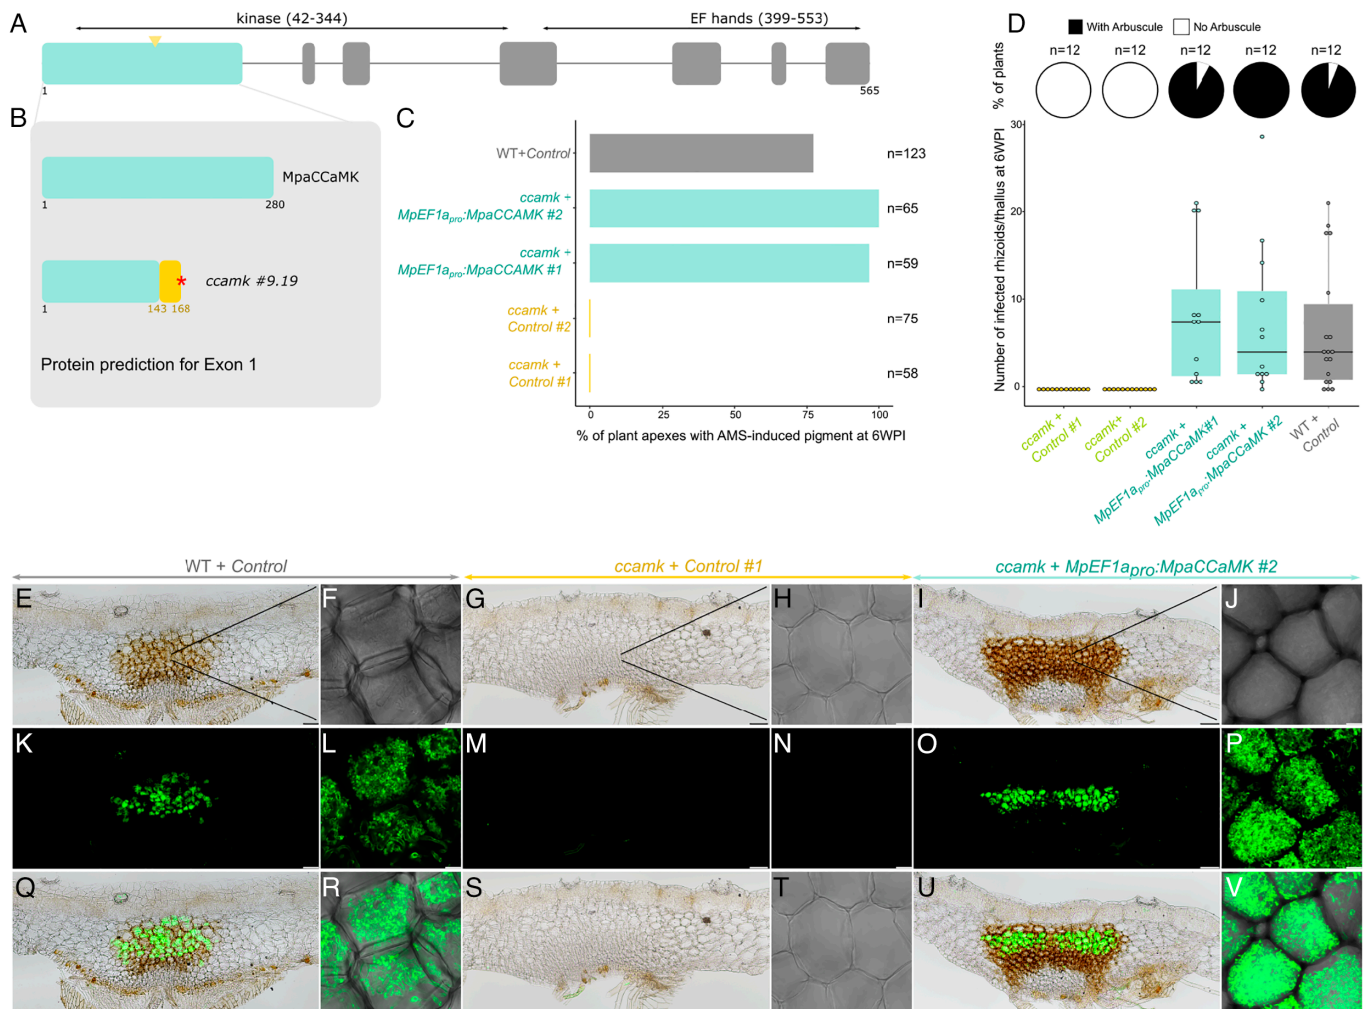 A
kinase (42-344)
EF hands (399-553)
1
565
B
MpaCCaMK
1
280
ccamk #9.19
1
143 168
Protein prediction for Exon 1
C
WT+Control
n=123
ccamk +
MpEF1apro:MpaCCAMK #2
n=65
ccamk +
MpEF1apro:MpaCCAMK #1
n=59
ccamk +
Control #2
n=75
ccamk +
Control #1
n=58
0 25 50 75 100
% of plant apexes with AMS-induced pigment at 6WPI
D
With Arbuscule No Arbuscule
% of plants
n=12 n=12 n=12 n=12 n=12
Number of infected rhizoids/thallus at 6WPI
30
20
10
0
ccamk +
Control #1
ccamk+
Control #2
ccamk +
MpEF1apro:MpaCCaMK#1
ccamk +
MpEF1apro:MpaCCaMK #2
WT +
Control
WT + Control
ccamk + Control #1
ccamk + MpEF1apro:MpaCCaMK #2
E F G H I J
K L M N O P
Q R S T U V